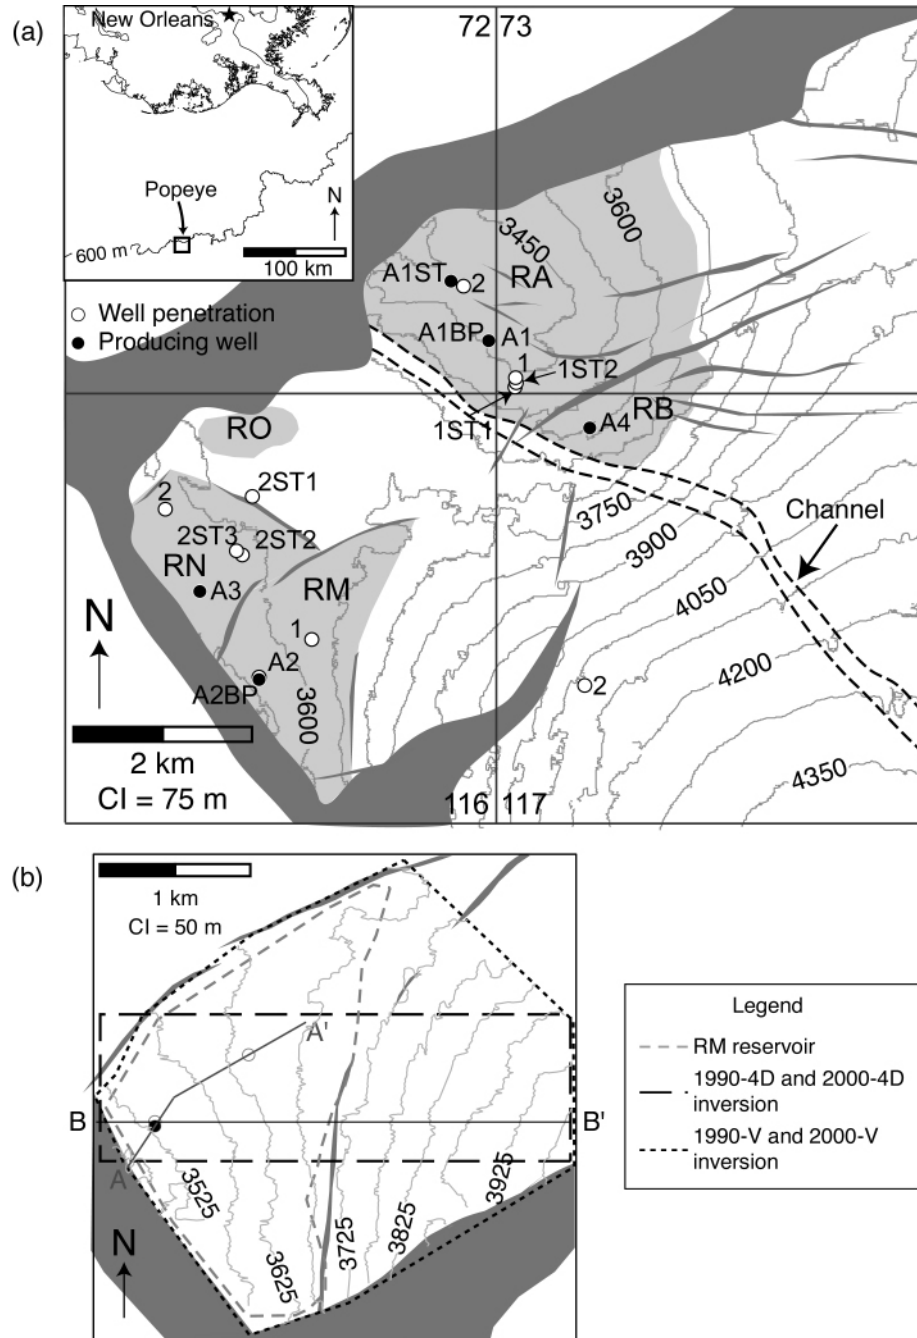 (a)
New Orleans
Popeye
N
600 m
100 km
72 73
3600
3450
RA
A1ST 2
Well penetration
Producing well
A1BP A1
1
1ST2
1ST1
RB
A4
RO
2ST1
2
2ST3
2ST2
RN
RM
A3
1
A2
A2BP
3600
3750
3900
Channel
4050
4200
2
4350
N
2 km
CI = 75 m
116 117
(b)
1 km
CI = 50 m
A'
B
B'
A
3525
3625
3725
3825
3925
N
Legend
RM reservoir
1990-4D and 2000-4D
inversion
1990-V and 2000-V
inversion